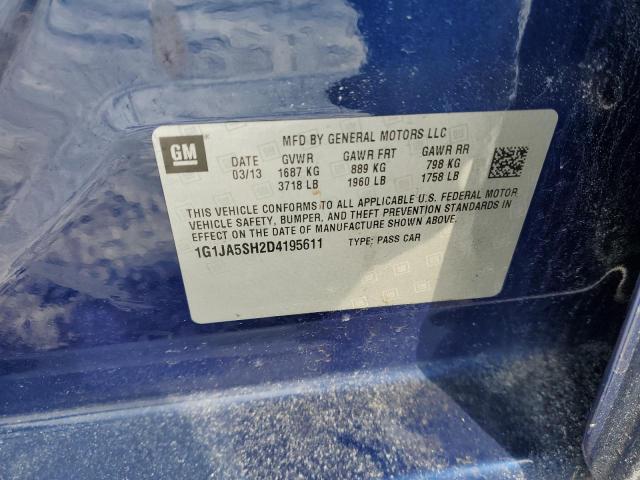 GM
MFD BY GENERAL MOTORS LLC
DATE GVWR GAWR FRT GAWR RR
03/13 1687 KG 889 KG 798 KG
3718 LB 1960 LB 1758 LB
THIS VEHICLE CONFORMS TO ALL APPLICABLE U.S. FEDERAL MOTOR
VEHICLE SAFETY, BUMPER, AND THEFT PREVENTION STANDARDS IN
EFFECT ON THE DATE OF MANUFACTURE SHOWN ABOVE.
1G1JA5SH2D4195611 TYPE: PASS CAR